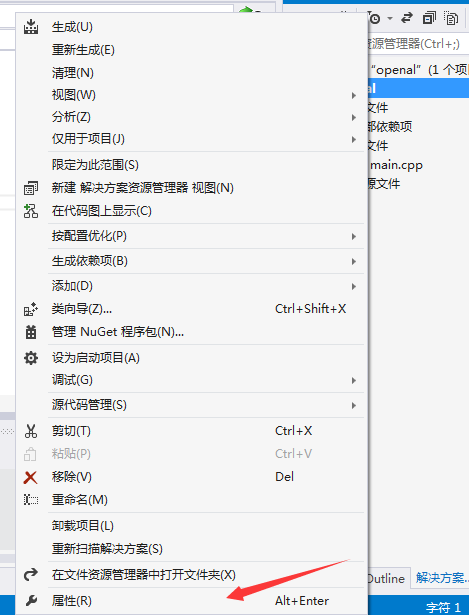 生成(U)
重新生成(E)
清理(N)
视图(W)
分析(Z)
仅用于项目(J)
限定为此范围(S)
新建 解决方案资源管理器 视图(N)
在代码图上显示(C)
按配置优化(P)
生成依赖项(B)
添加(D)
类向导(Z)... Ctrl+Shift+X
管理 NuGet 程序包(N)...
设为启动项目(A)
调试(G)
源代码管理(S)
剪切(T) Ctrl+X
粘贴(P) Ctrl+V
移除(V) Del
重命名(M)
卸载项目(L)
重新扫描解决方案(S)
在文件资源管理器中打开文件夹(X)
属性(R) Alt+Enter
资源管理器(Ctrl+;)
"openal" (1 个项
al
文件
部依赖项
文件
main.cpp
源文件
Outline
解决方案...
字符 1